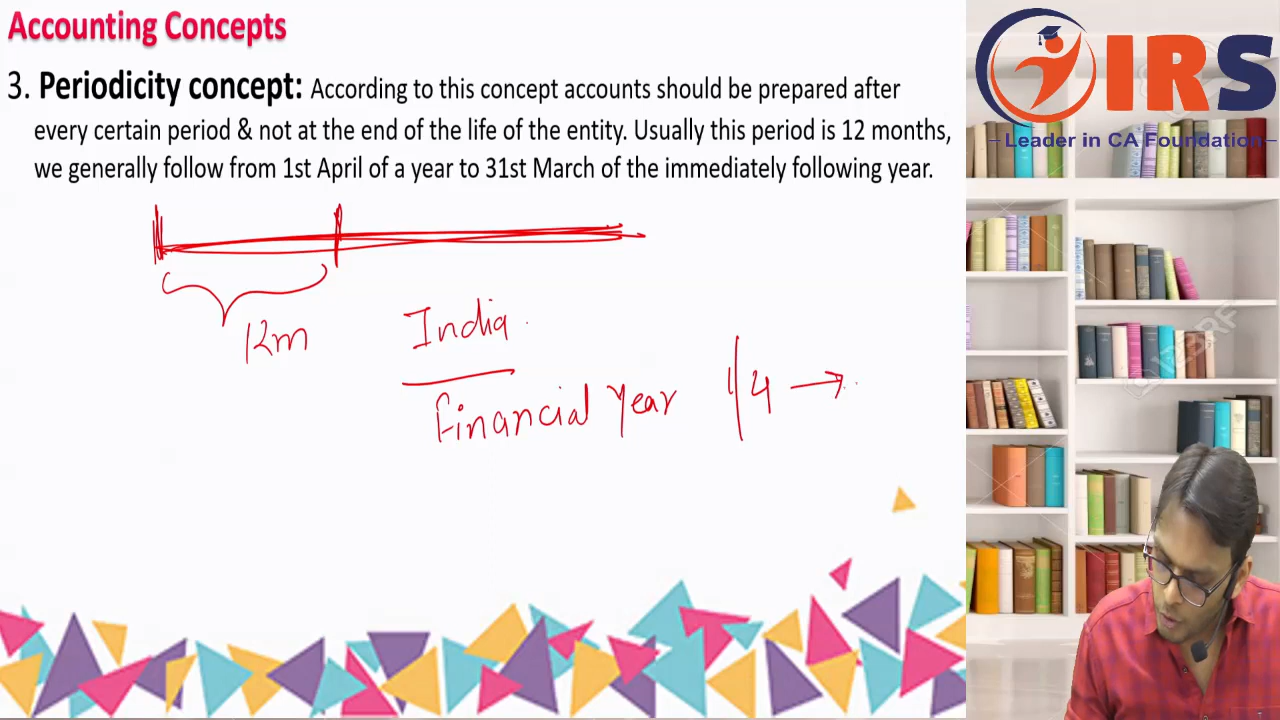 Accounting Concepts
3. Periodicity concept: According to this concept accounts should be prepared after
every certain period & not at the end of the life of the entity. Usually this period is 12 months,
we generally follow from 1st April of a year to 31st March of the immediately following year.
12m
India
Financial Year 1/4 →
IRS
Leader in CA Foundation
123RF